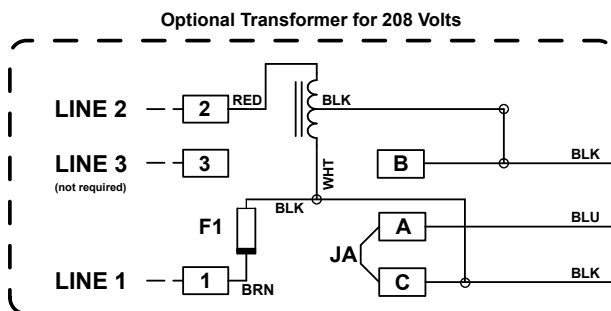 Optional Transformer for 208 Volts
LINE 2
2
RED
BLK
LINE 3
(not required)
3
WHT
B
BLK
BLK
F1
A
BLU
JA
LINE 1
1
BRN
C
BLK